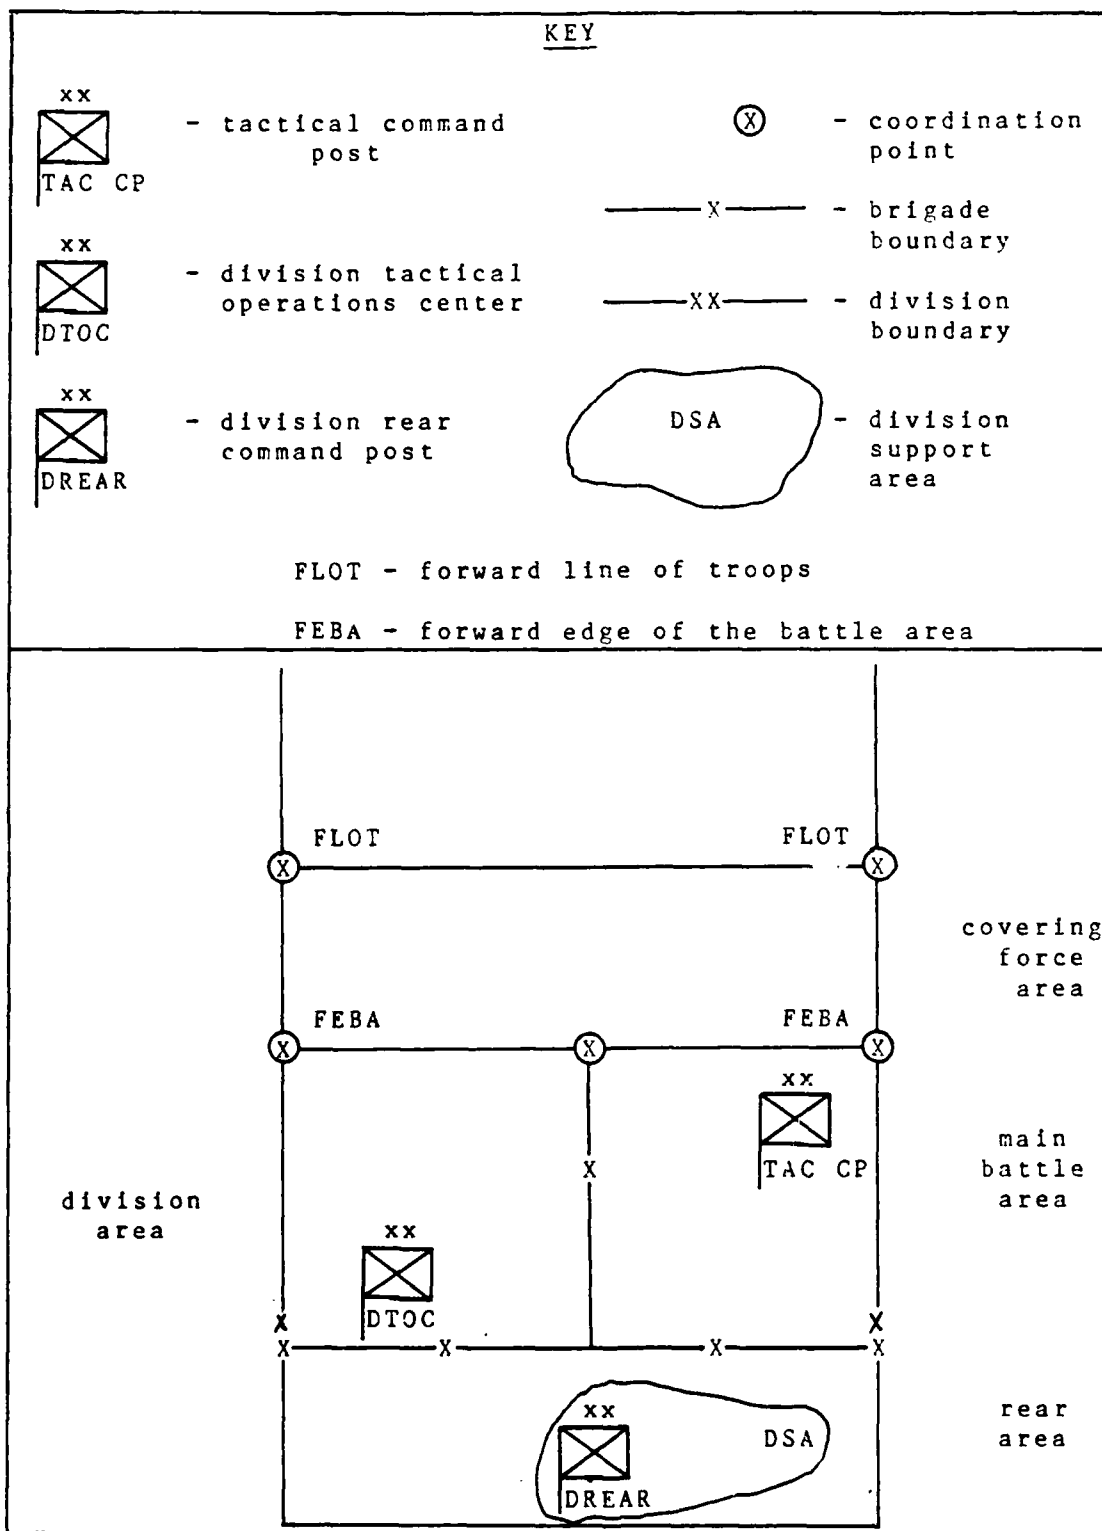 KEY
xx
TAC CP
- tactical command
post
xx
DTOC
- division tactical
operations center
xx
DREAR
- division rear
command post
X
- coordination
point
X
- brigade
boundary
XX
- division
boundary
DSA
- division
support
area
FLOT - forward line of troops
FEBA - forward edge of the battle area
FLOT
FLOT
X
X
covering
force
area
FEBA
FEBA
X
X
X
xx
TAC CP
main
battle
area
X
division
area
xx
DTOC
X
X
X
X
X
X
rear
area
xx
DSA
DREAR